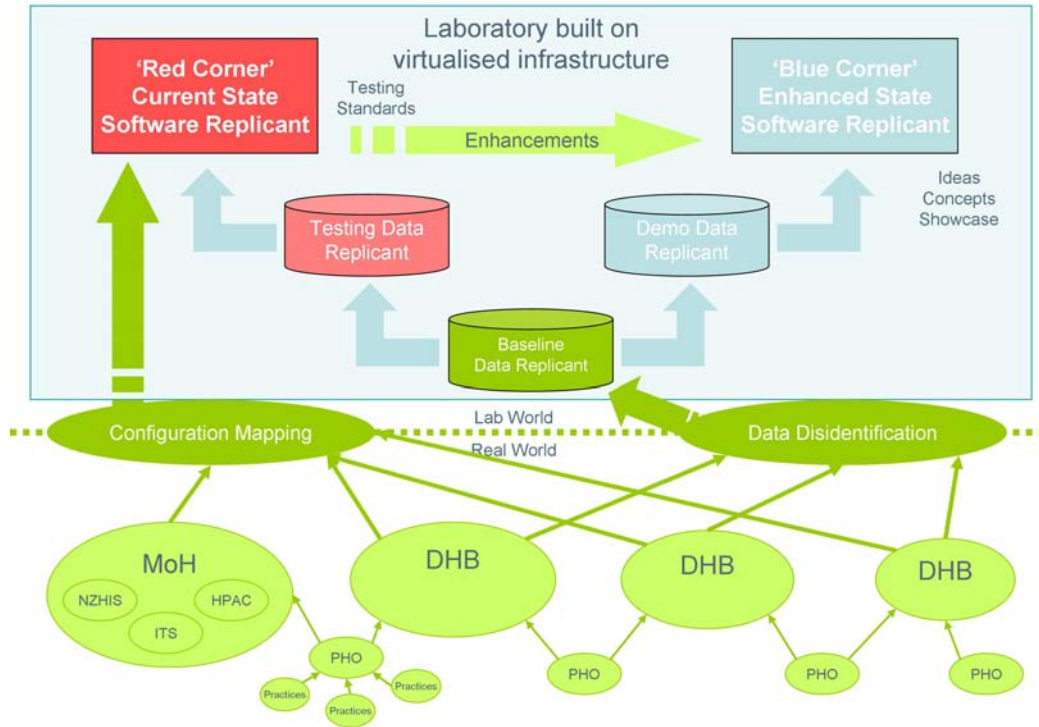 Laboratory built on
virtualised infrastructure
'Red Corner'
Current State
Software Replicant
Testing
Standards
Enhancements
'Blue Corner'
Enhanced State
Software Replicant
Ideas
Concepts
Showcase
Testing Data
Replicant
Demo Data
Replicant
Baseline
Data Replicant
Lab World
Configuration Mapping
Data Disidentification
Real World
MoH
NZHIS
HPAC
ITS
DHB
DHB
DHB
PHO
PHO
PHO
PHO
Practices
Practices
Practices